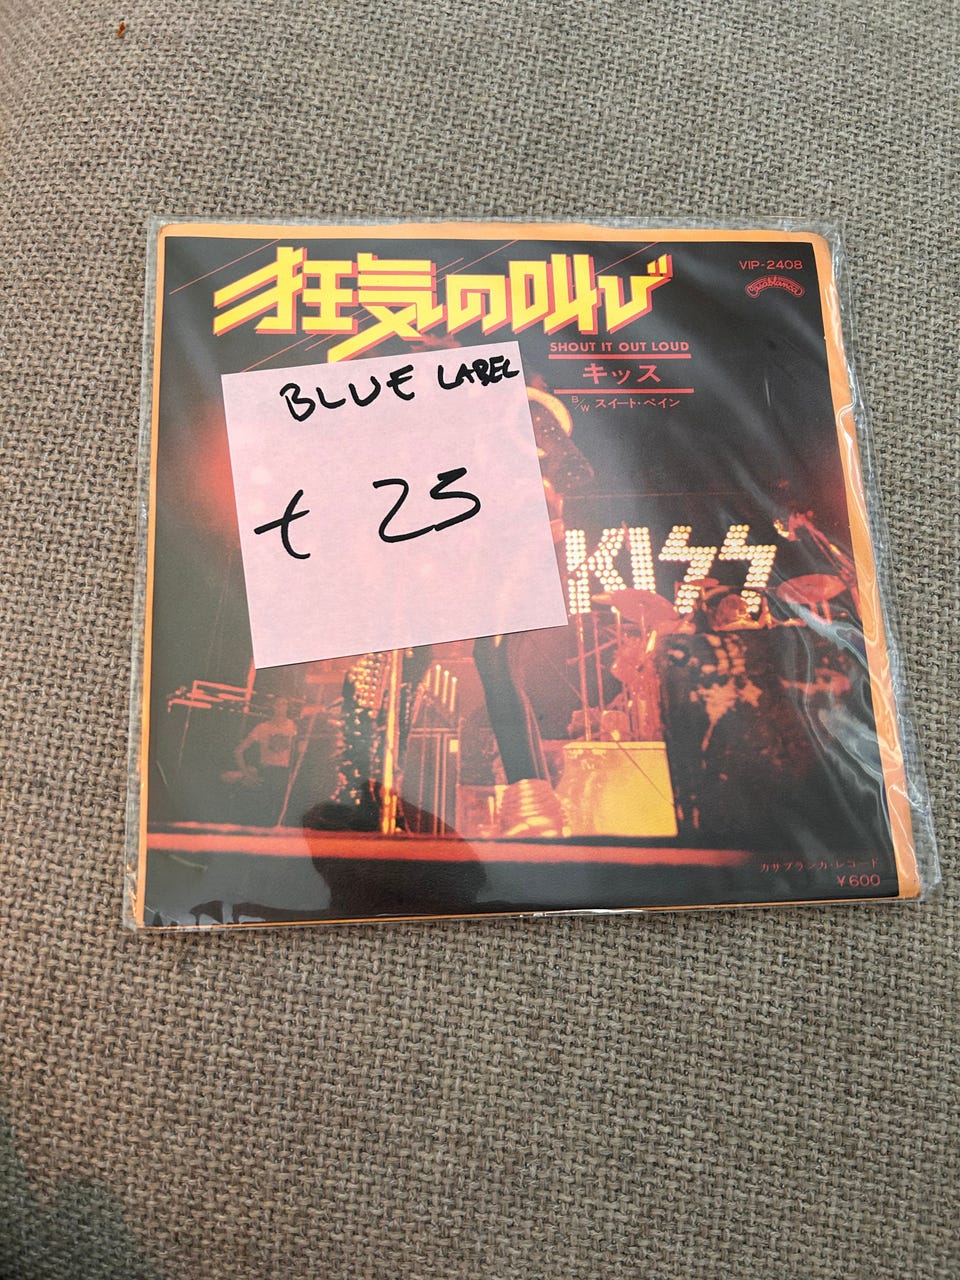 狂気の叫び
VIP-2408
Casablanca
SHOUT IT OUT LOUD
キッス
B/W スイート・ペイン
BLUE LABEL
€ 25
KISS
カサブランカ・レコード
¥600